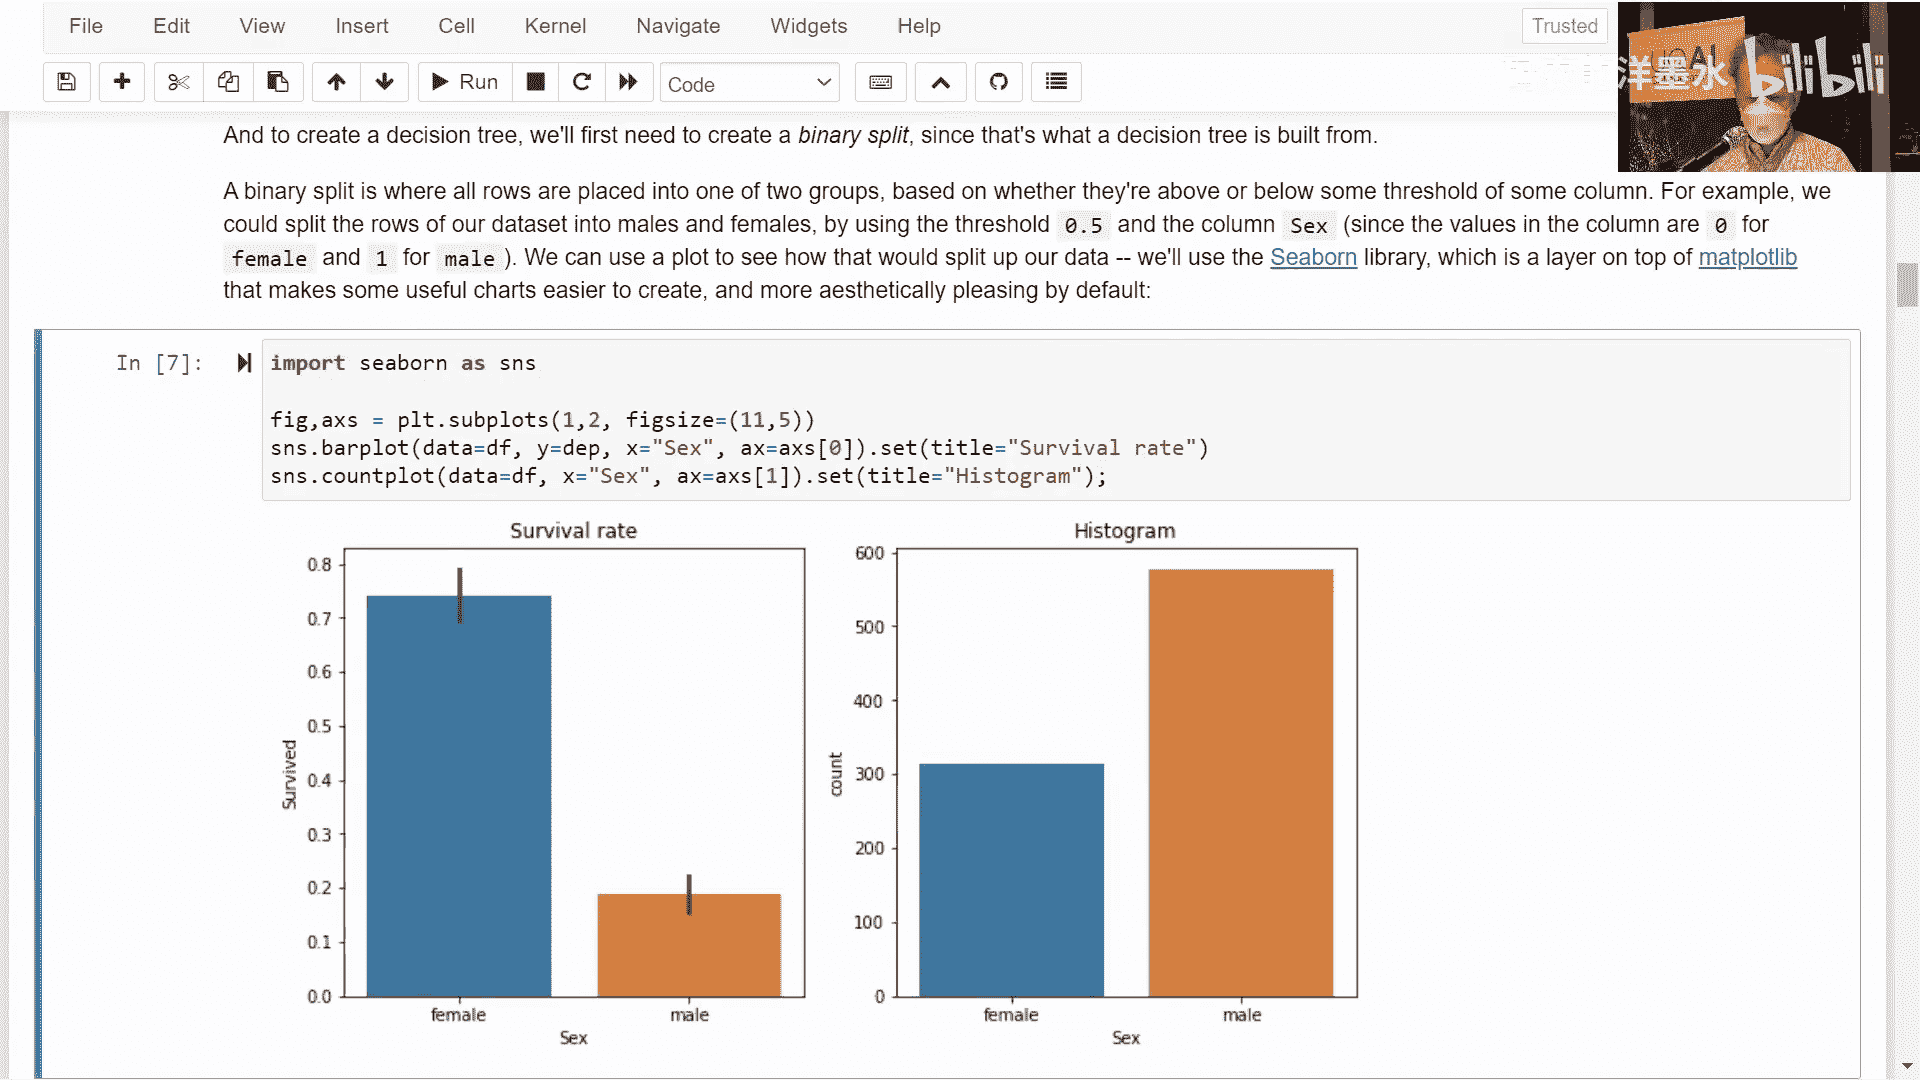 File Edit View Insert Cell Kernel Navigate Widgets Help Trusted
Run Code
洋墨水 bilibili
And to create a decision tree, we'll first need to create a binary split, since that's what a decision tree is built from.
A binary split is where all rows are placed into one of two groups, based on whether they're above or below some threshold of some column. For example, we
could split the rows of our dataset into males and females, by using the threshold 0.5 and the column Sex (since the values in the column are 0 for
female and 1 for male ). We can use a plot to see how that would split up our data -- we'll use the Seaborn library, which is a layer on top of matplotlib
that makes some useful charts easier to create, and more aesthetically pleasing by default:
In [7]:
import seaborn as sns
fig,axs = plt.subplots(1,2, figsize=(11,5))
sns.barplot(data=df, y=dep, x="Sex", ax=axs[0]).set(title="Survival rate")
sns.countplot(data=df, x="Sex", ax=axs[1]).set(title="Histogram");
Survival rate
0.8
0.7
0.6
0.5
0.4
0.3
0.2
0.1
0.0
Survived
female male
Sex
Histogram
600
500
400
300
200
100
0
count
female male
Sex